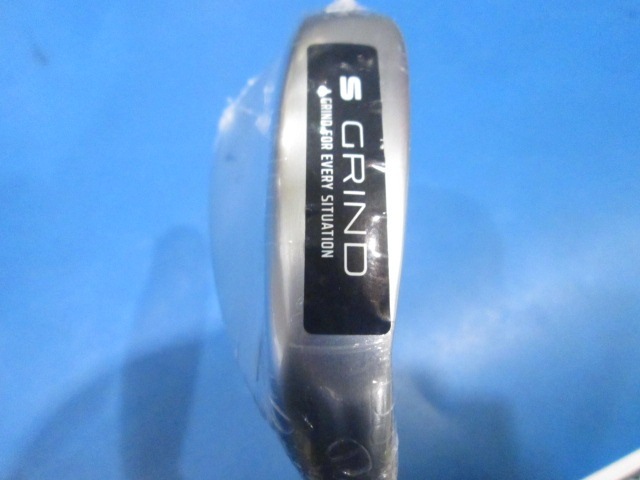 S GRIND
A GRIND FOR EVERY SITUATION